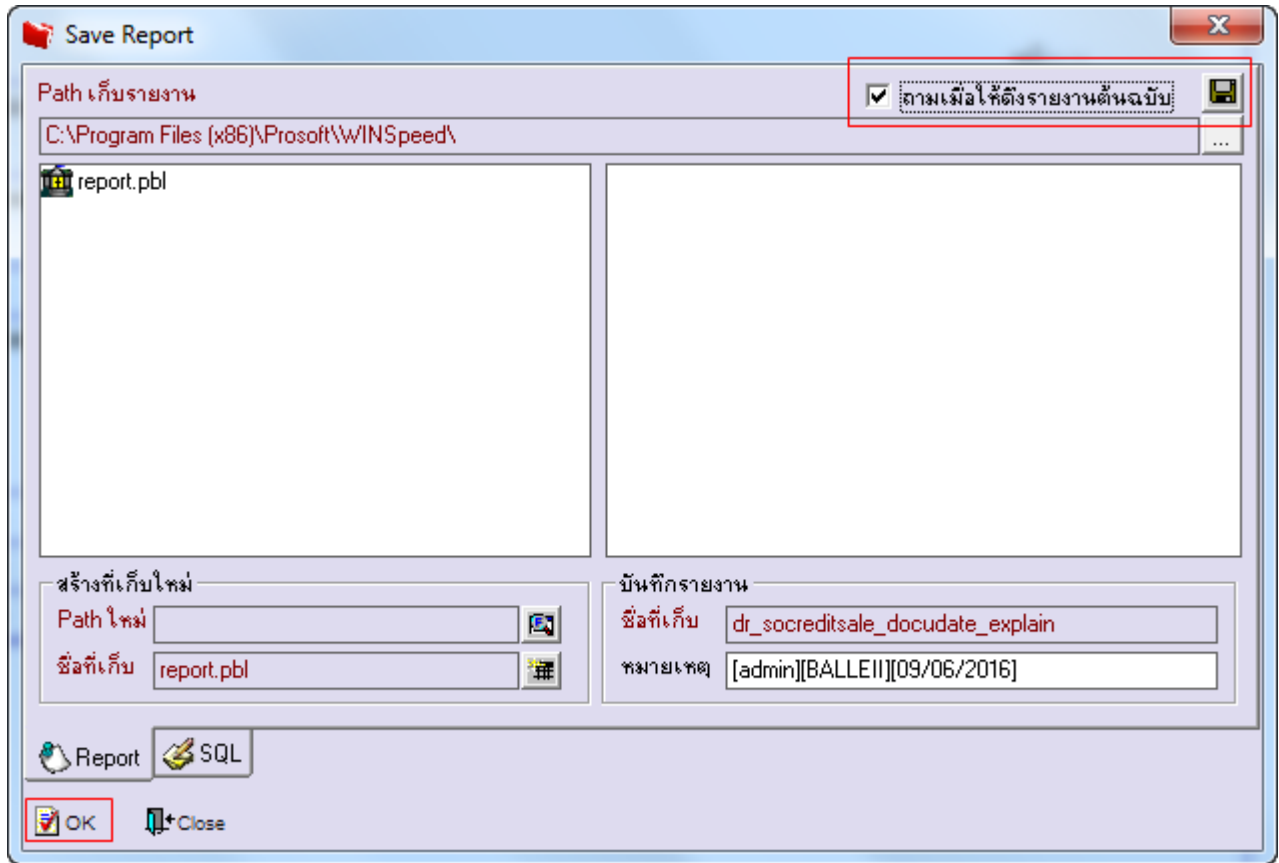 Save Report
Path เก็บรายงาน
ถามเมื่อให้ดึงรายงานต้นฉบับ
C:\Program Files (x86)\Prosoft\WINSpeed\
...
report.pbl
สร้างที่เก็บใหม่
Path ใหม่
ชื่อที่เก็บ report.pbl
บันทึกรายงาน
ชื่อที่เก็บ dr_socreditsale_docudate_explain
หมายเหตุ [admin][BALLEII][09/06/2016]
Report SQL
OK Close